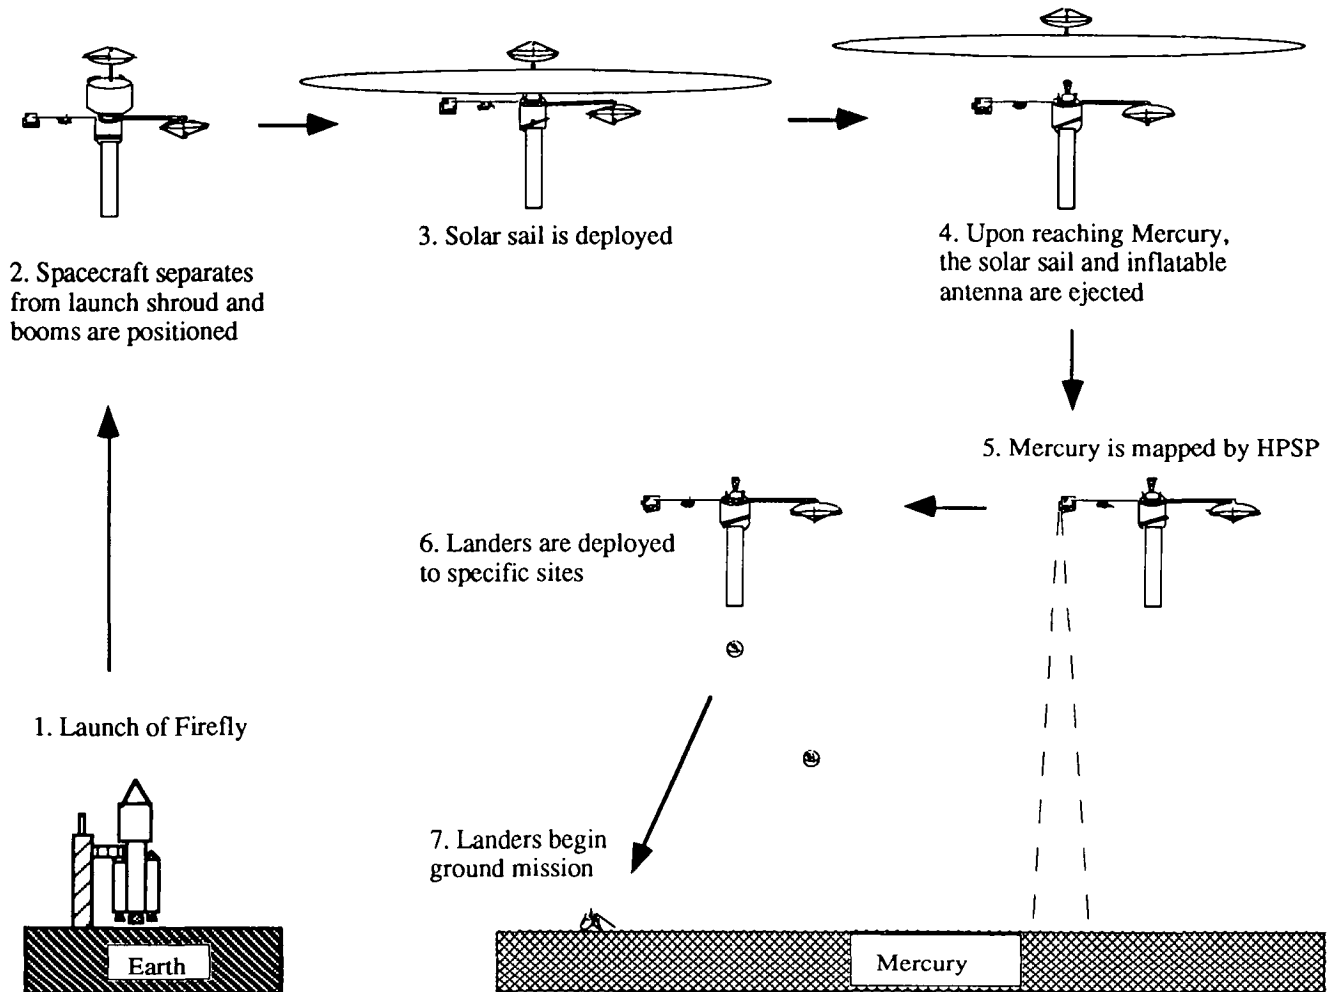 1. Launch of Firefly
Earth
2. Spacecraft separates
from launch shroud and
booms are positioned
3. Solar sail is deployed
4. Upon reaching Mercury,
the solar sail and inflatable
antenna are ejected
5. Mercury is mapped by HPSP
6. Landers are deployed
to specific sites
7. Landers begin
ground mission
Mercury